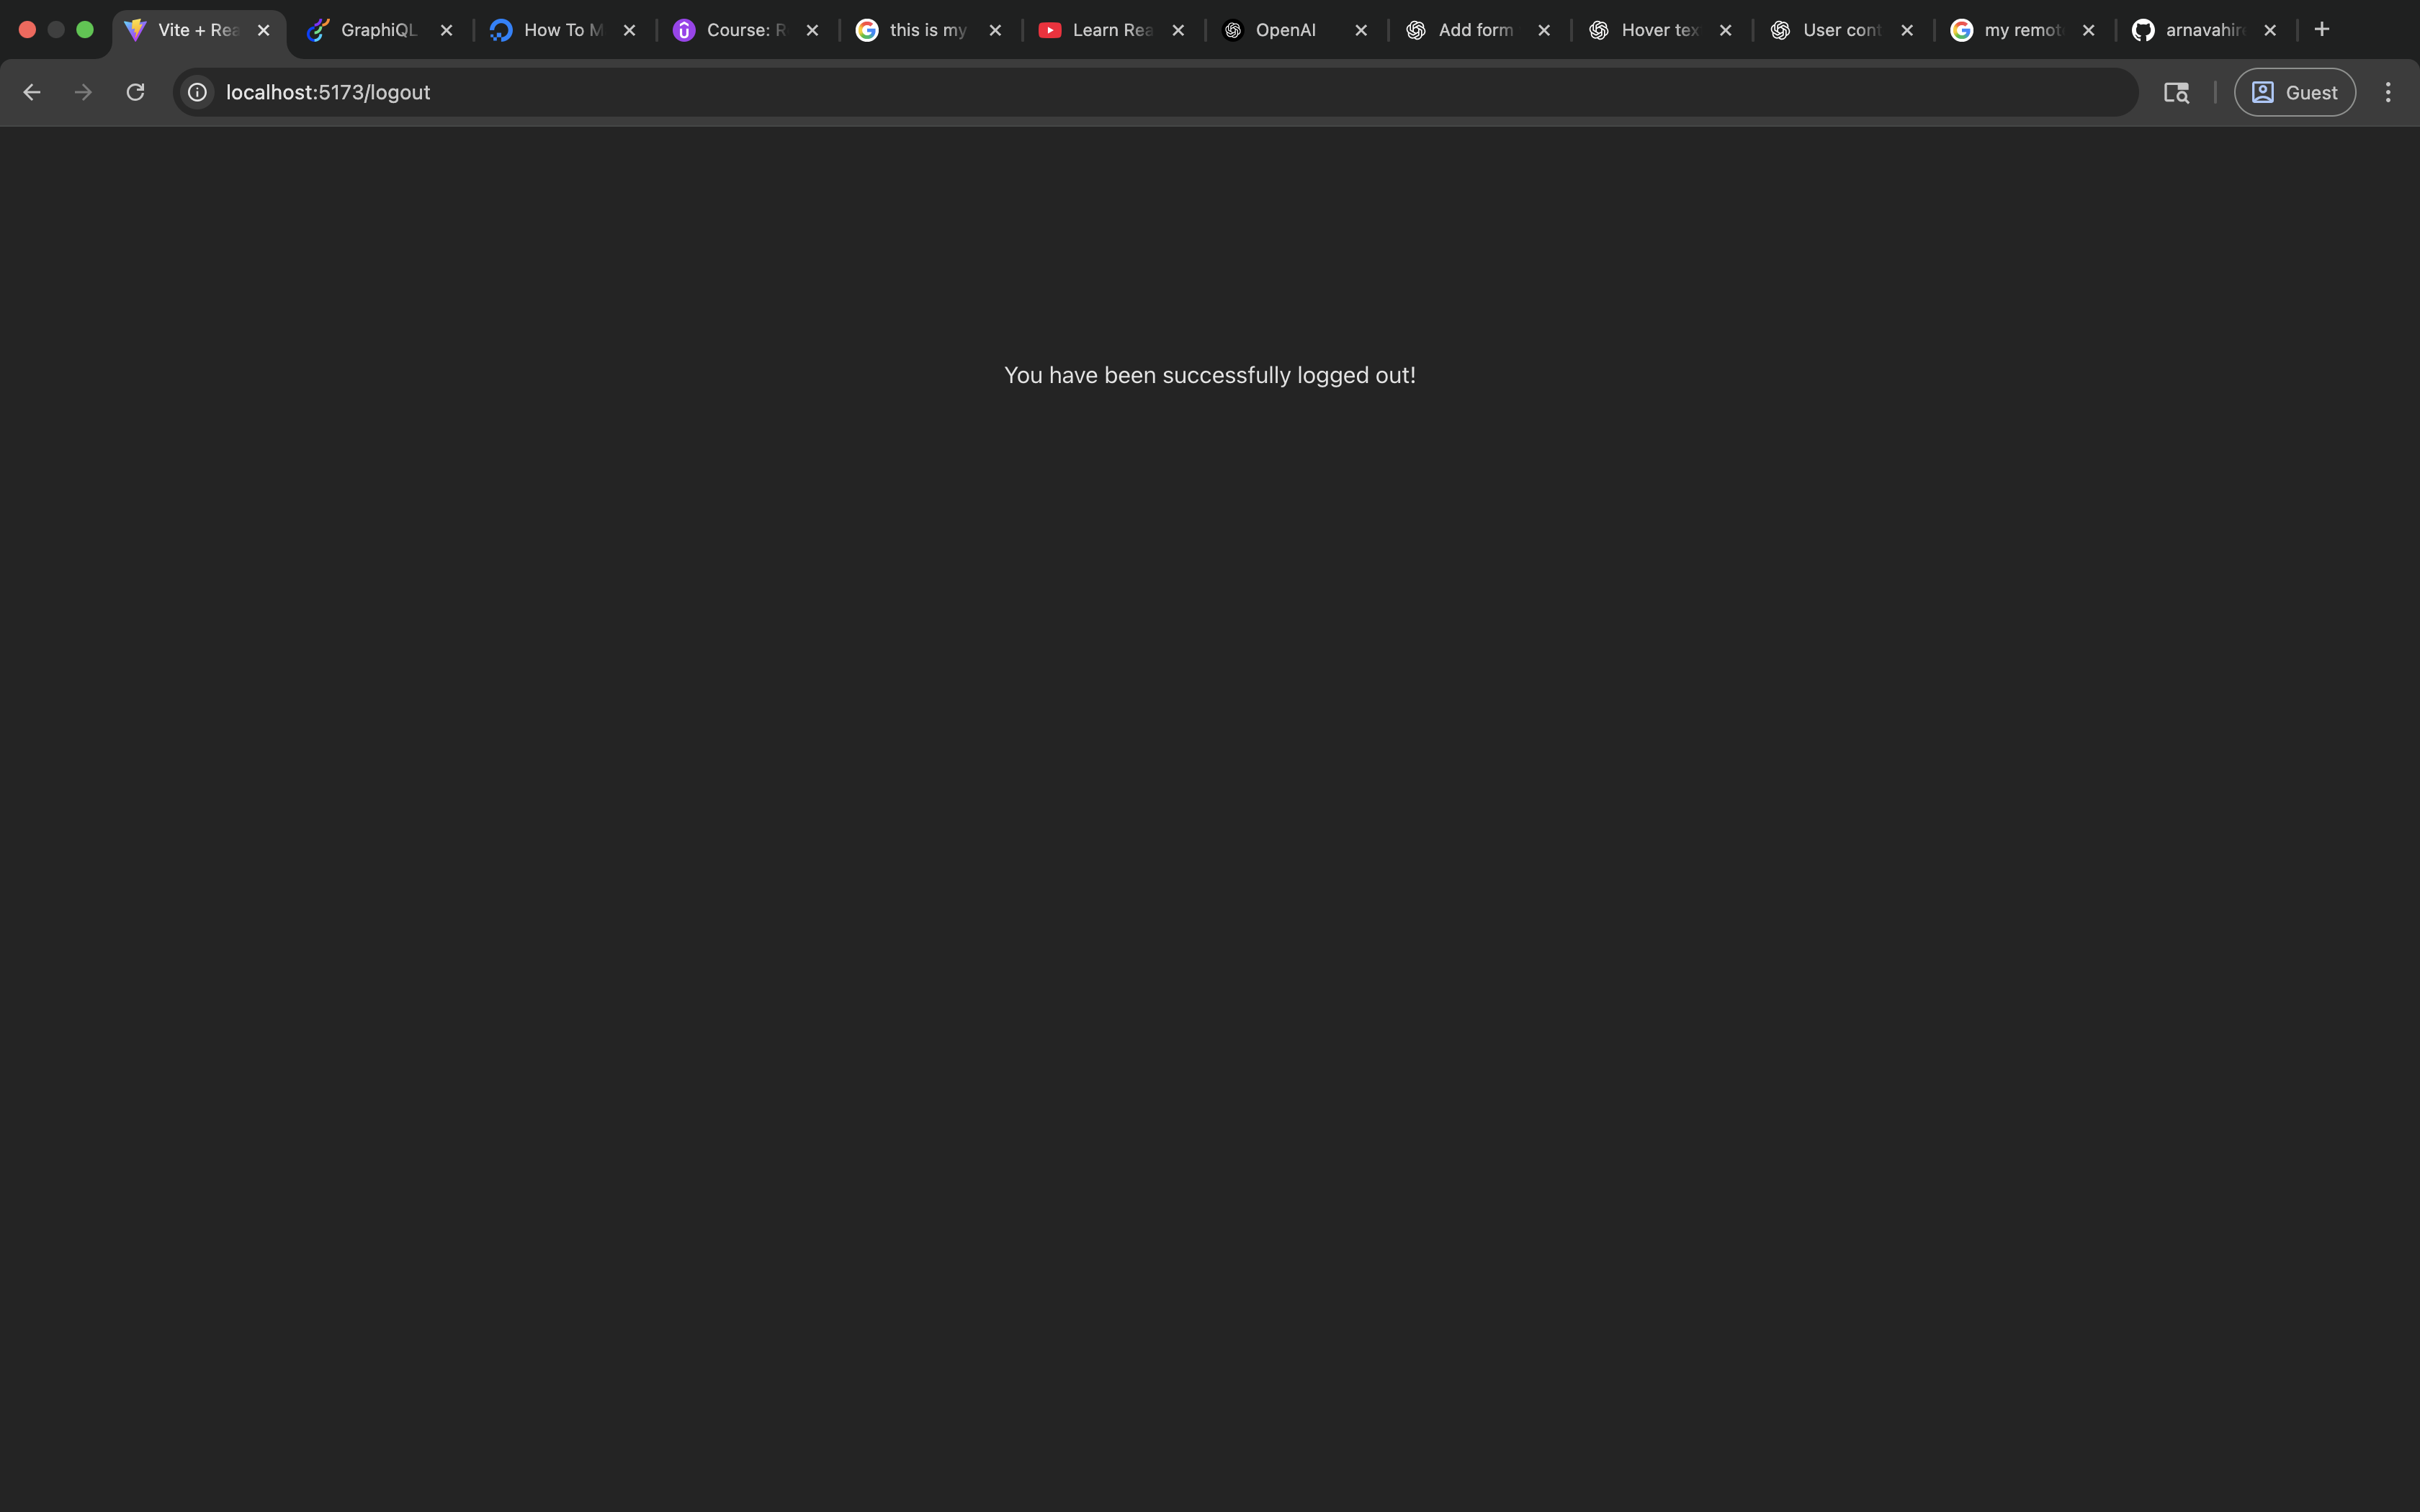 Vite + Rea
GraphiQL
How To M
Course: R
this is my
Learn Rea
OpenAI
Add form
Hover tex
User cont
my remot
arnavahire
localhost:5173/logout
Guest
You have been successfully logged out!